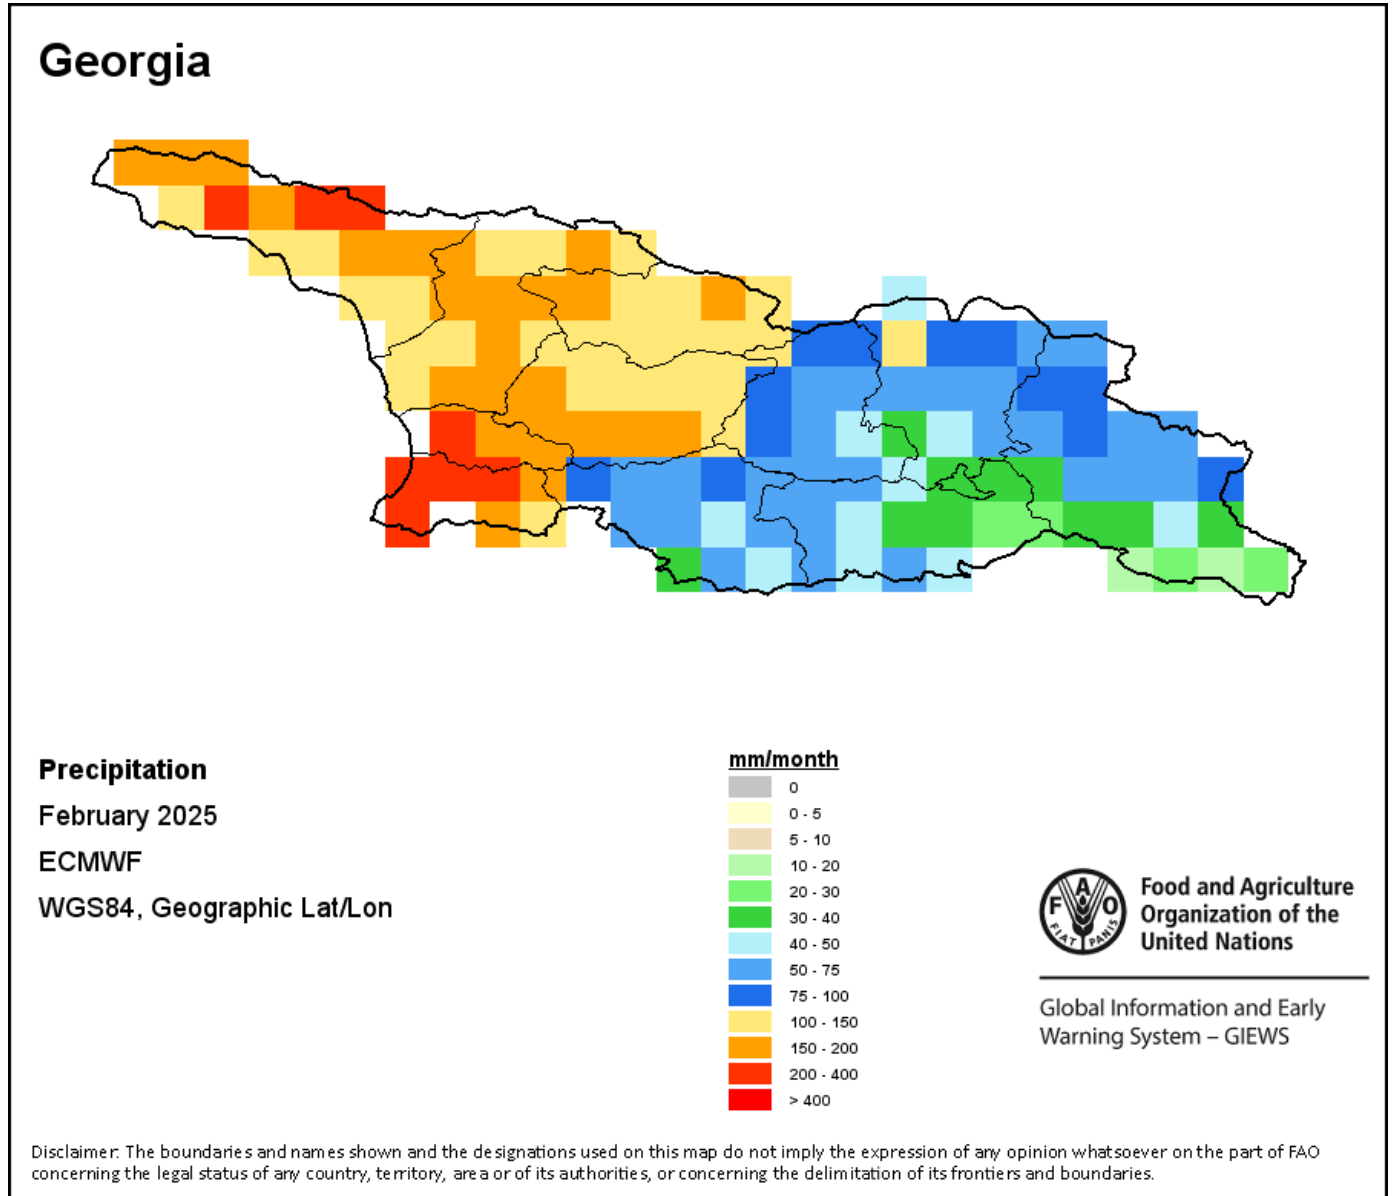 Georgia
Precipitation
February 2025
ECMWF
WGS84, Geographic Lat/Lon
mm/month
0
0 - 5
5 - 10
10 - 20
20 - 30
30 - 40
40 - 50
50 - 75
75 - 100
100 - 150
150 - 200
200 - 400
> 400
F A O
FIAT PANIS
Food and Agriculture
Organization of the
United Nations
Global Information and Early
Warning System – GIEWS
Disclaimer: The boundaries and names shown and the designations used on this map do not imply the expression of any opinion whatsoever on the part of FAO
concerning the legal status of any country, territory, area or of its authorities, or concerning the delimitation of its frontiers and boundaries.